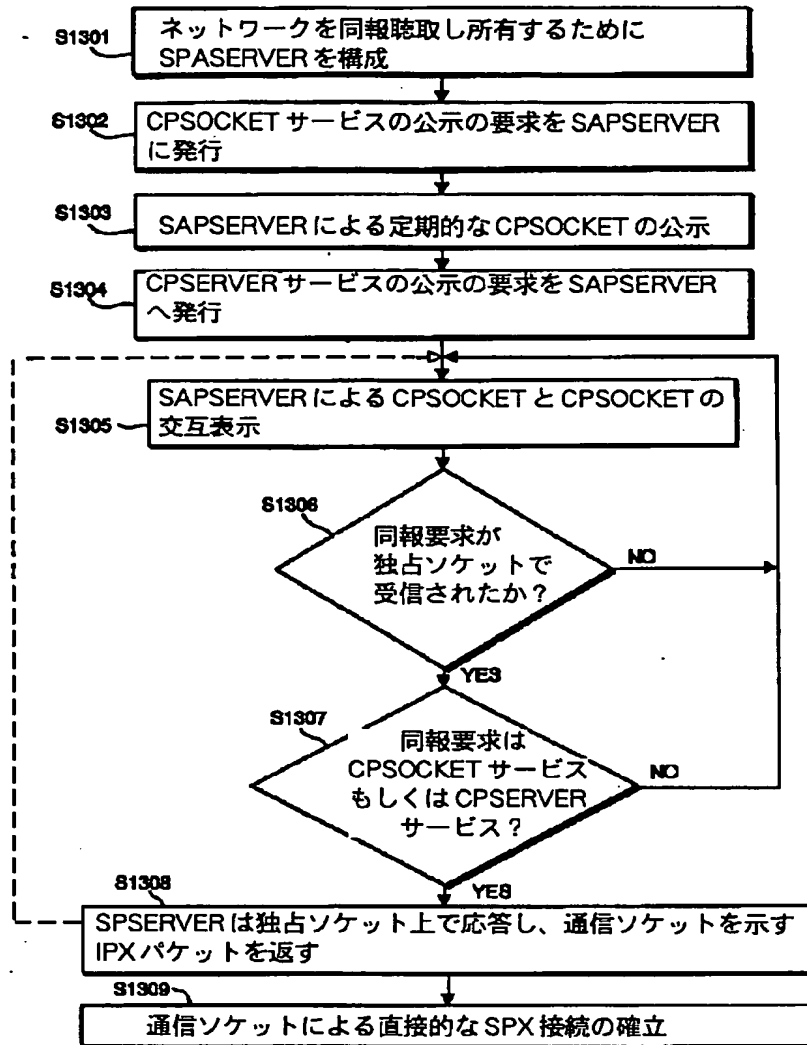 S1301
ネットワークを同報聴取し所有するために
SPASERVERを構成
S1302
CPSOCKET サービスの公示の要求を SAPSERVER
に発行
S1303
SAPSERVER による定期的な CPSOCKET の公示
S1304
CPSERVER サービスの公示の要求を SAPSERVER
へ発行
S1305
SAPSERVER による CPSOCKET と CPSOCKET の
交互表示
S1306
同報要求が
独占ソケットで
受信されたか?
NO
YES
S1307
同報要求は
CPSOCKET サービス
もしくは CPSERVER
サービス?
NO
YES
S1308
SPSERVER は独占ソケット上で応答し、通信ソケットを示す
IPX パケットを返す
S1309
通信ソケットによる直接的な SPX 接続の確立